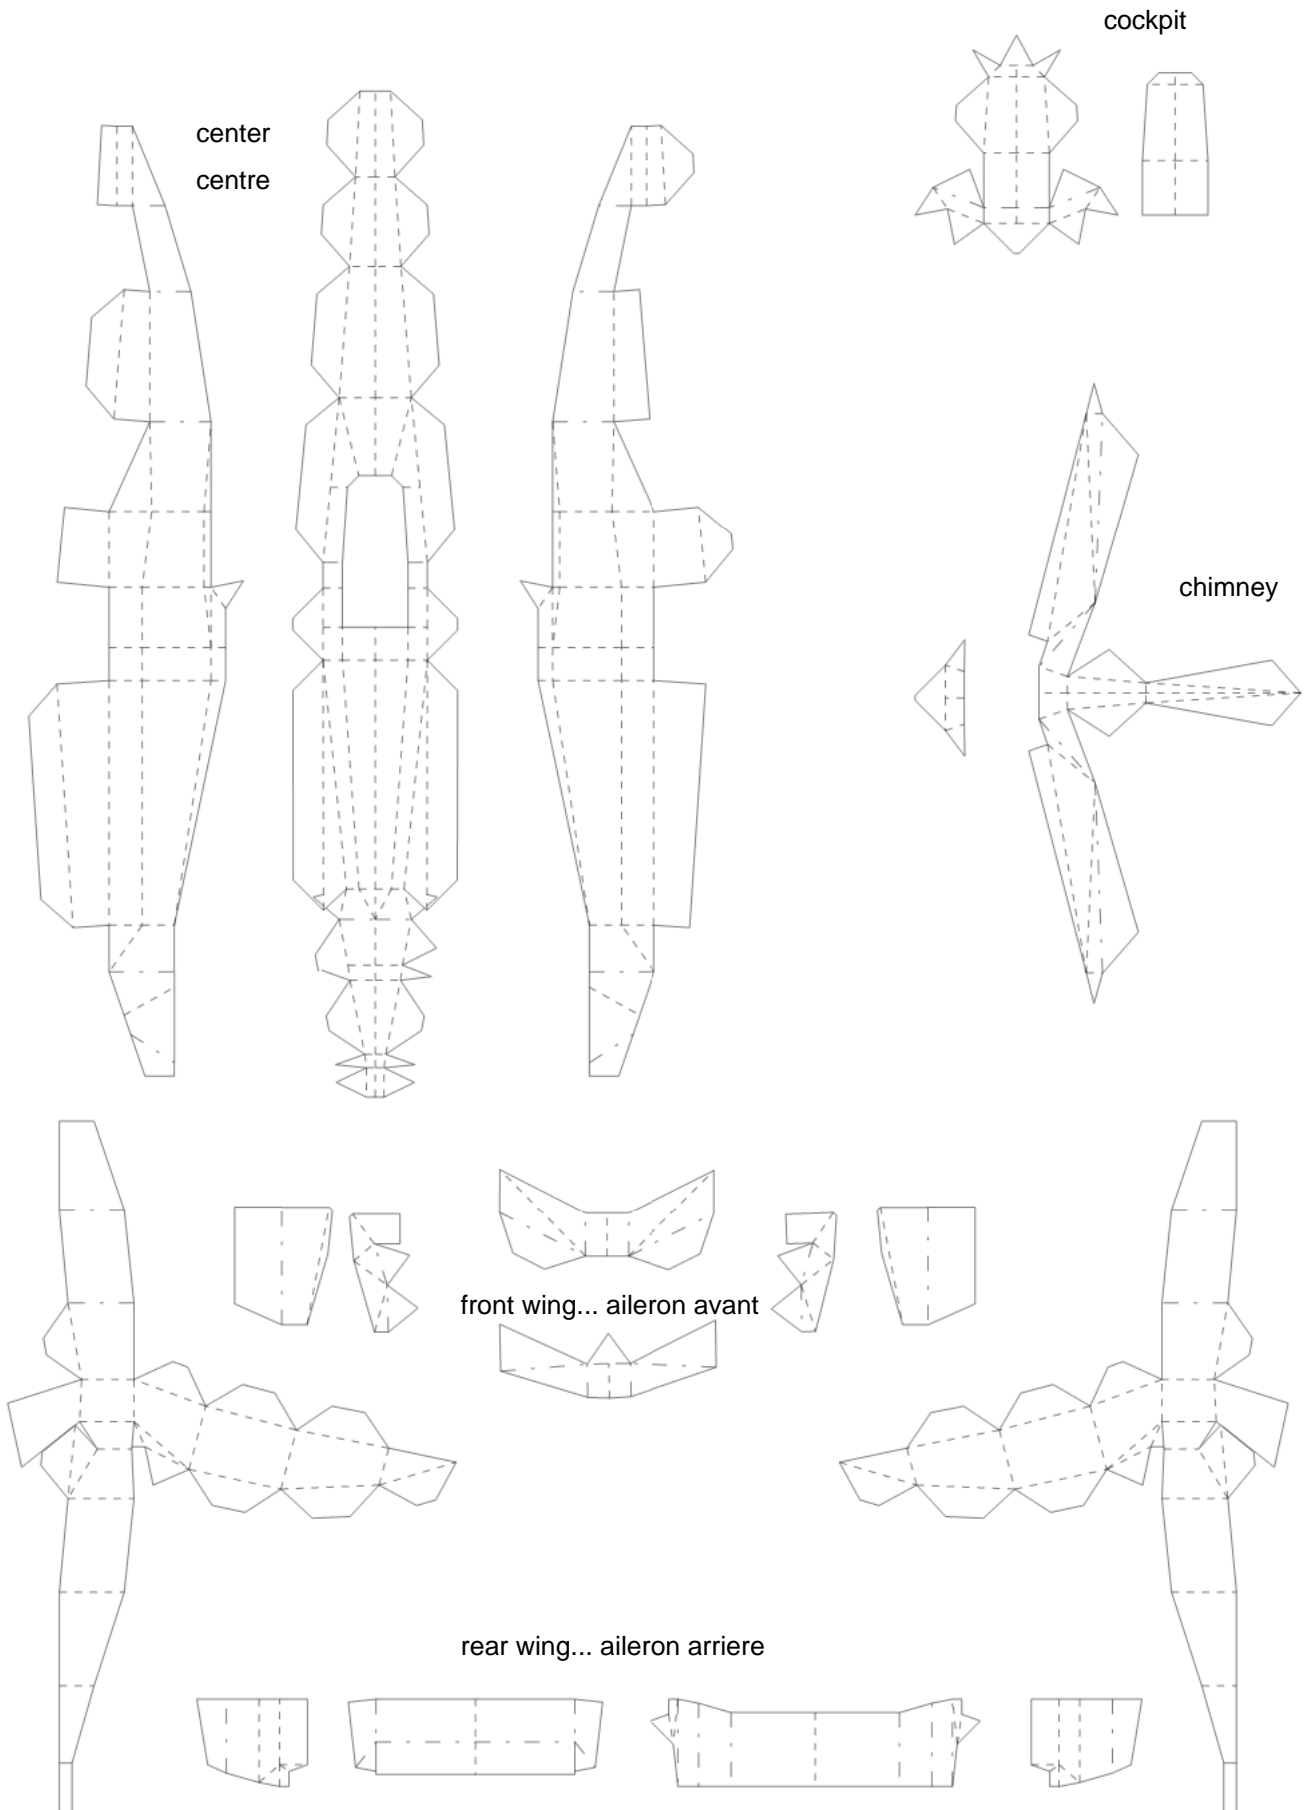 cockpit
center
centre
chimney
front wing... aileron avant
rear wing... aileron arriere